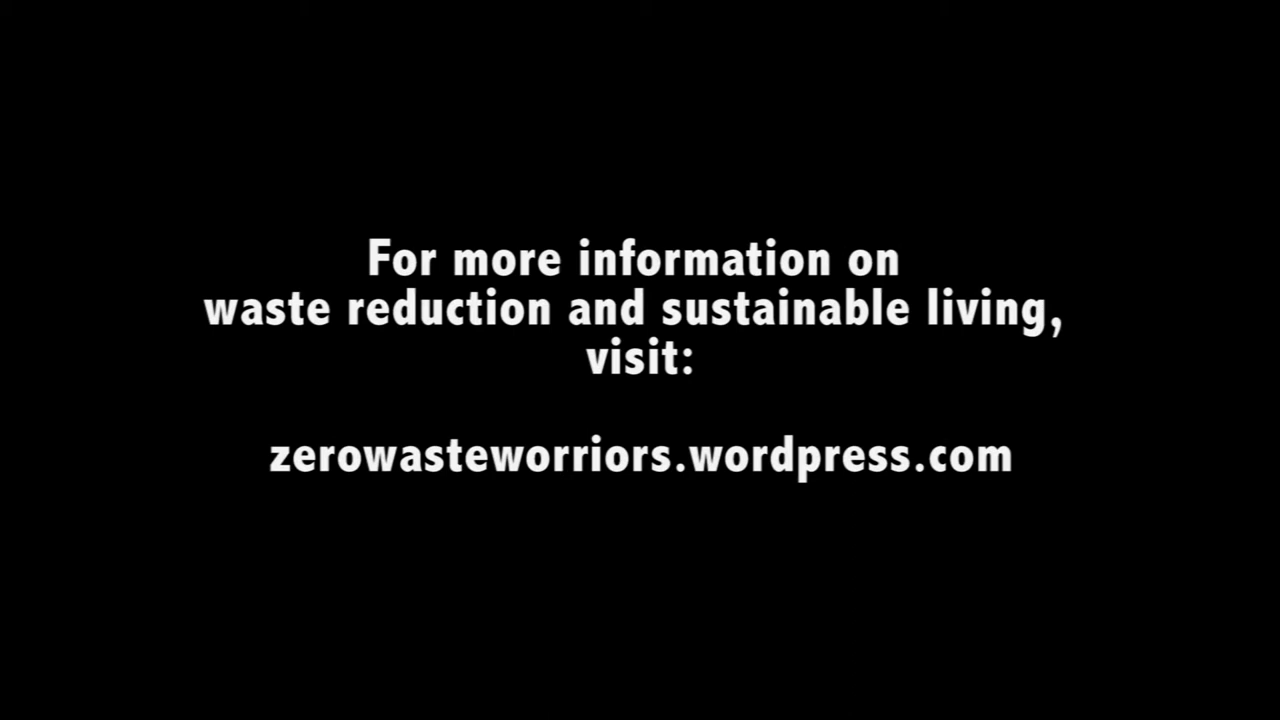 For more information on
waste reduction and sustainable living,
visit:
zerowasteworriors.wordpress.com